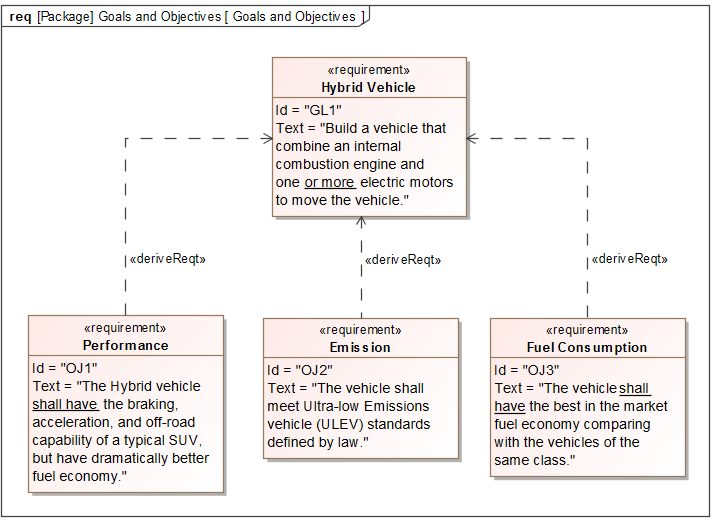 req [Package] Goals and Objectives [ Goals and Objectives ]
«requirement»
Hybrid Vehicle
Id = "GL1"
Text = "Build a vehicle that
combine an internal
combustion engine and
one or more electric motors
to move the vehicle."
«deriveReqt»
«deriveReqt»
«deriveReqt»
«requirement»
Performance
Id = "OJ1"
Text = "The Hybrid vehicle
shall have the braking,
acceleration, and off-road
capability of a typical SUV,
but have dramatically better
fuel economy."
«requirement»
Emission
Id = "OJ2"
Text = "The vehicle shall
meet Ultra-low Emissions
vehicle (ULEV) standards
defined by law."
«requirement»
Fuel Consumption
Id = "OJ3"
Text = "The vehicle shall
have the best in the market
fuel economy comparing
with the vehicles of the
same class."